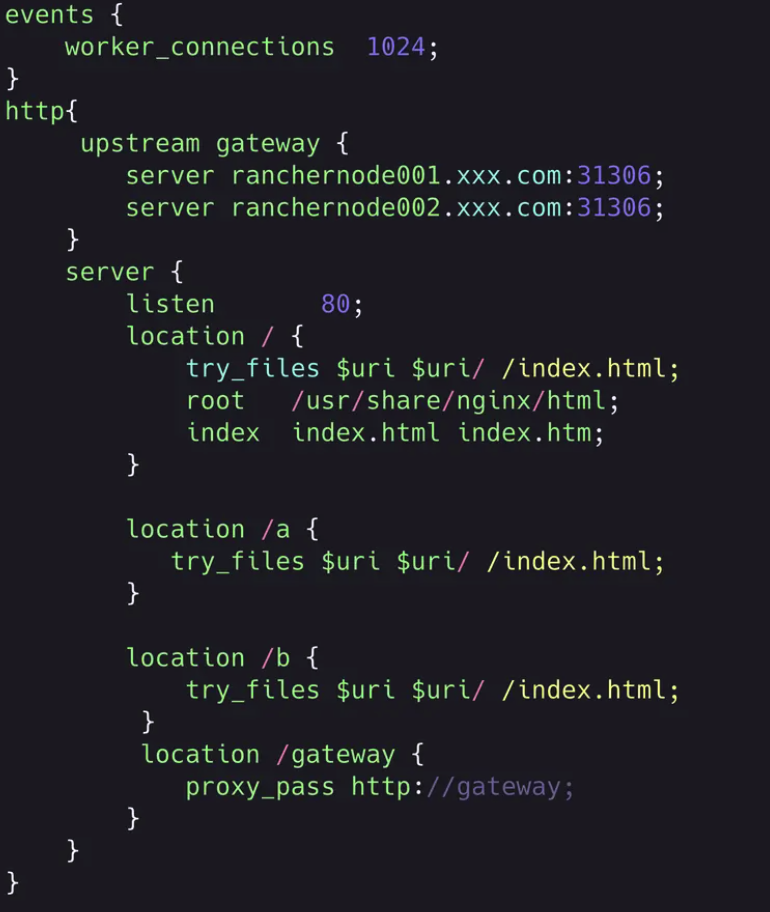 events {
    worker_connections  1024;
}
http{
     upstream gateway {
        server ranchernode001.xxx.com:31306;
        server ranchernode002.xxx.com:31306;
    }
    server {
        listen       80;
        location / {
            try_files $uri $uri/ /index.html;
            root   /usr/share/nginx/html;
            index  index.html index.htm;
        }

        location /a {
           try_files $uri $uri/ /index.html;
        }

        location /b {
            try_files $uri $uri/ /index.html;
         }
         location /gateway {
            proxy_pass http://gateway;
        }
    }
}